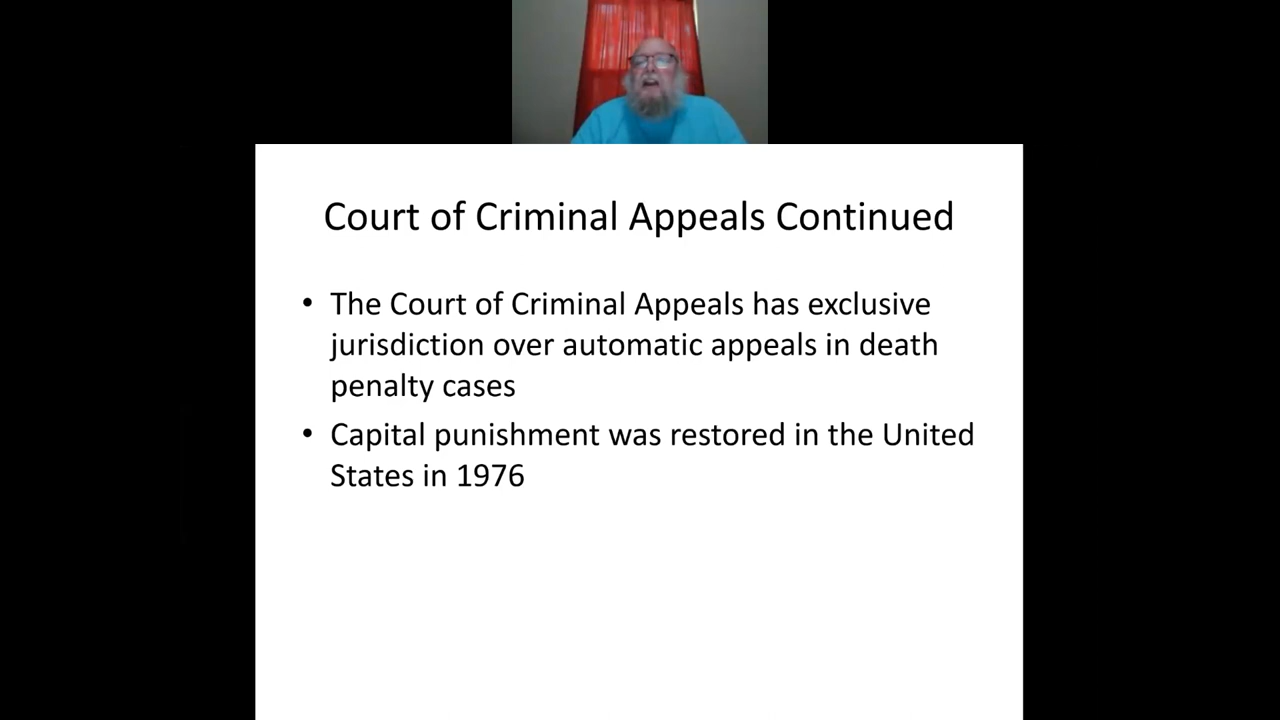 Court of Criminal Appeals Continued
• The Court of Criminal Appeals has exclusive
jurisdiction over automatic appeals in death
penalty cases
• Capital punishment was restored in the United
States in 1976